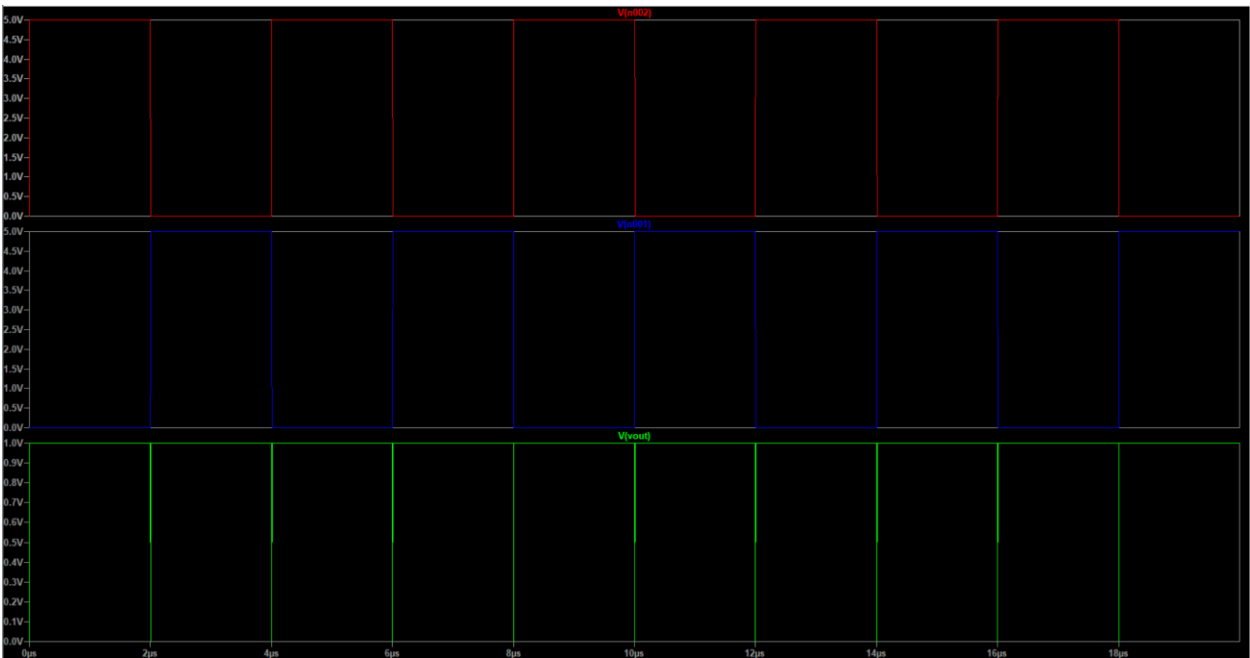 V(n002)
5.0V
4.5V
4.0V
3.5V
3.0V
2.5V
2.0V
1.5V
1.0V
0.5V
0.0V
V(n001)
5.0V
4.5V
4.0V
3.5V
3.0V
2.5V
2.0V
1.5V
1.0V
0.5V
0.0V
V(vout)
1.0V
0.9V
0.8V
0.7V
0.6V
0.5V
0.4V
0.3V
0.2V
0.1V
0.0V
0µs 2µs 4µs 6µs 8µs 10µs 12µs 14µs 16µs 18µs